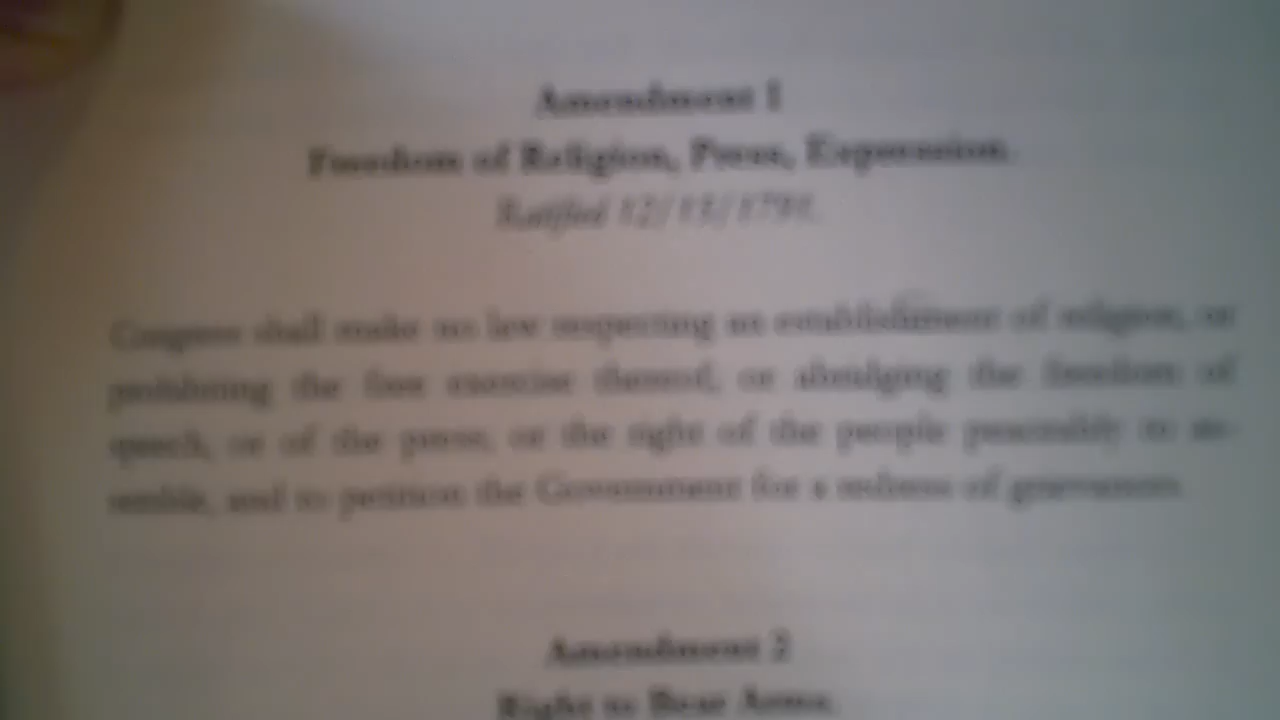 Amendment 1
Freedom of Religion, Press, Expression.
Ratified 12/15/1791.
Congress shall make no law respecting an establishment of religion, or
prohibiting the free exercise thereof; or abridging the freedom of
speech, or of the press; or the right of the people peaceably to as-
semble, and to petition the Government for a redress of grievances.
Amendment 2
Right to Bear Arms.